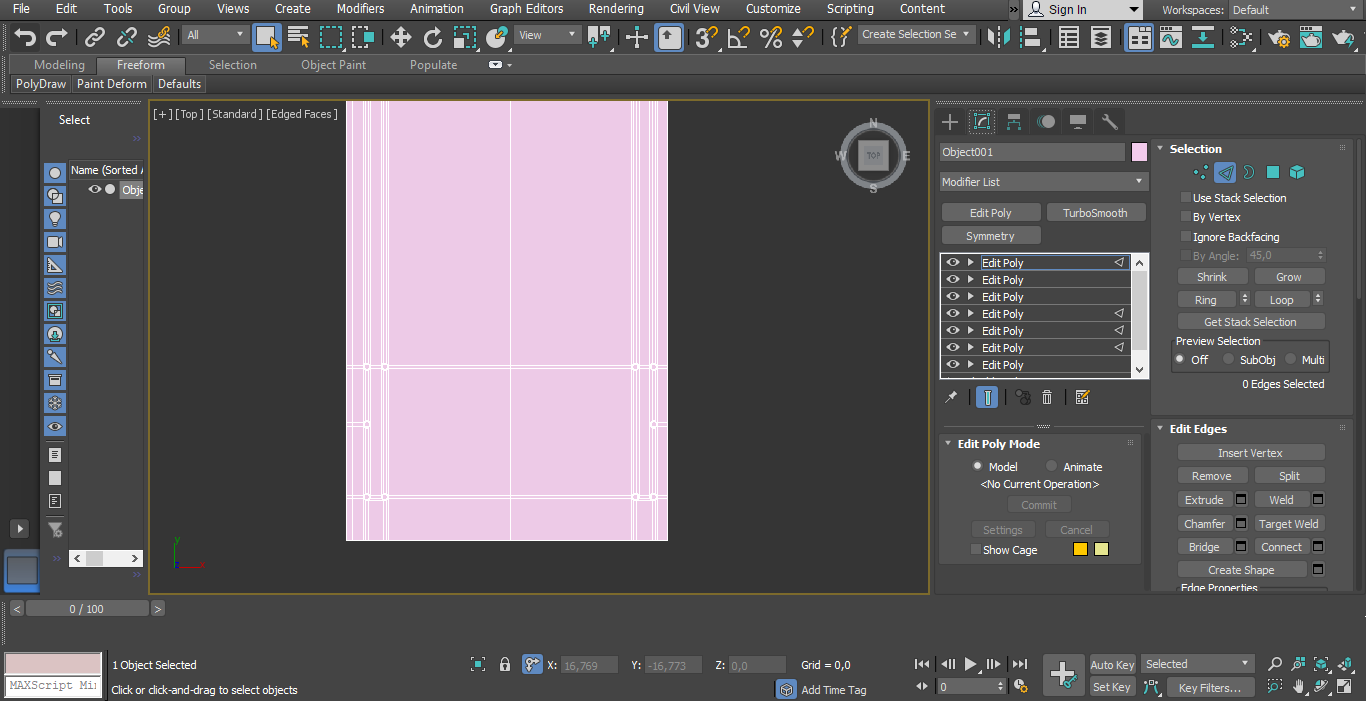 File Edit Tools Group Views Create Modifiers Animation Graph Editors Rendering Civil View Customize Scripting Content » Sign In Workspaces: Default
All View 3 Create Selection Se
Modeling Freeform Selection Object Paint Populate
PolyDraw Paint Deform Defaults
Select
Name (Sorted A
Obje
[+] [Top] [Standard] [Edged Faces]
N
W TOP E
S
y
x
Object001
Modifier List
Edit Poly TurboSmooth
Symmetry
Edit Poly
Edit Poly
Edit Poly
Edit Poly
Edit Poly
Edit Poly
Edit Poly
Edit Poly Mode
Model Animate
<No Current Operation>
Commit
Settings Cancel
Show Cage
Selection
Use Stack Selection
By Vertex
Ignore Backfacing
By Angle: 45,0
Shrink Grow
Ring Loop
Get Stack Selection
Preview Selection
Off SubObj Multi
0 Edges Selected
Edit Edges
Insert Vertex
Remove Split
Extrude Weld
Chamfer Target Weld
Bridge Connect
Create Shape
Edge Properties
< 0 / 100 >
1 Object Selected X: 16,769 Y: -16,773 Z: 0,0 Grid = 0,0 Auto Key Selected
MAXScript Mi Click or click-and-drag to select objects Add Time Tag 0 Set Key Key Filters...